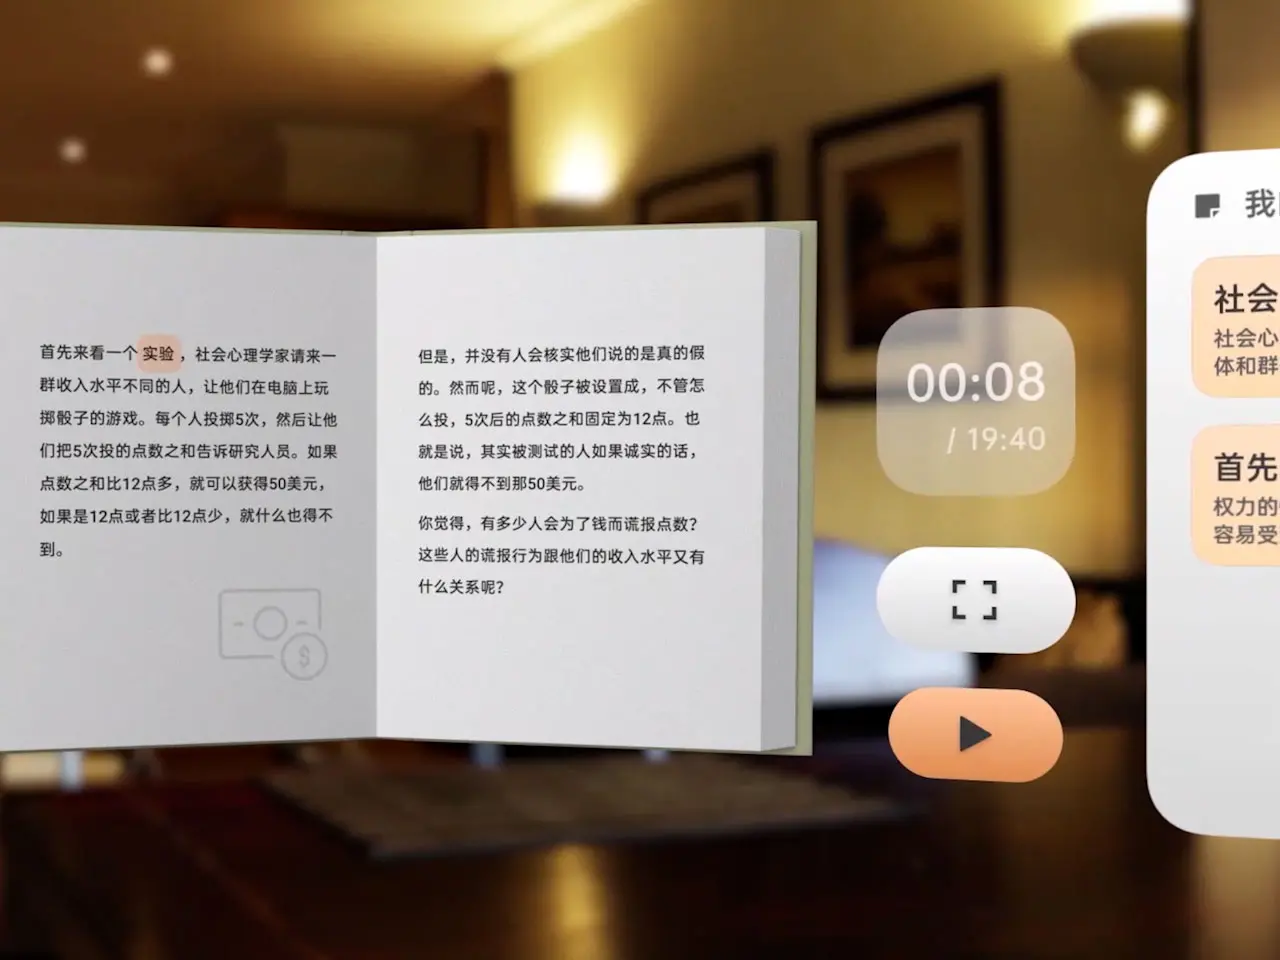 首先来看一个实验，社会心理学家请来一
群收入水平不同的人，让他们在电脑上玩
掷骰子的游戏。每个人投掷5次，然后让他
们把5次投的点数之和告诉研究人员。如果
点数之和比12点多，就可以获得50美元，
如果是12点或者比12点少，就什么也得不
到。
但是，并没有人会核实他们说的是真的假
的。然而呢，这个骰子被设置成，不管怎
么投，5次后的点数之和固定为12点。也
就是说，其实被测试的人如果诚实的话，
他们就得不到那50美元。
你觉得，有多少人会为了钱而谎报点数？
这些人的谎报行为跟他们的收入水平又有
什么关系呢？
00:08
/ 19:40
我
社会
社会心
体和群
首先
权力的
容易受